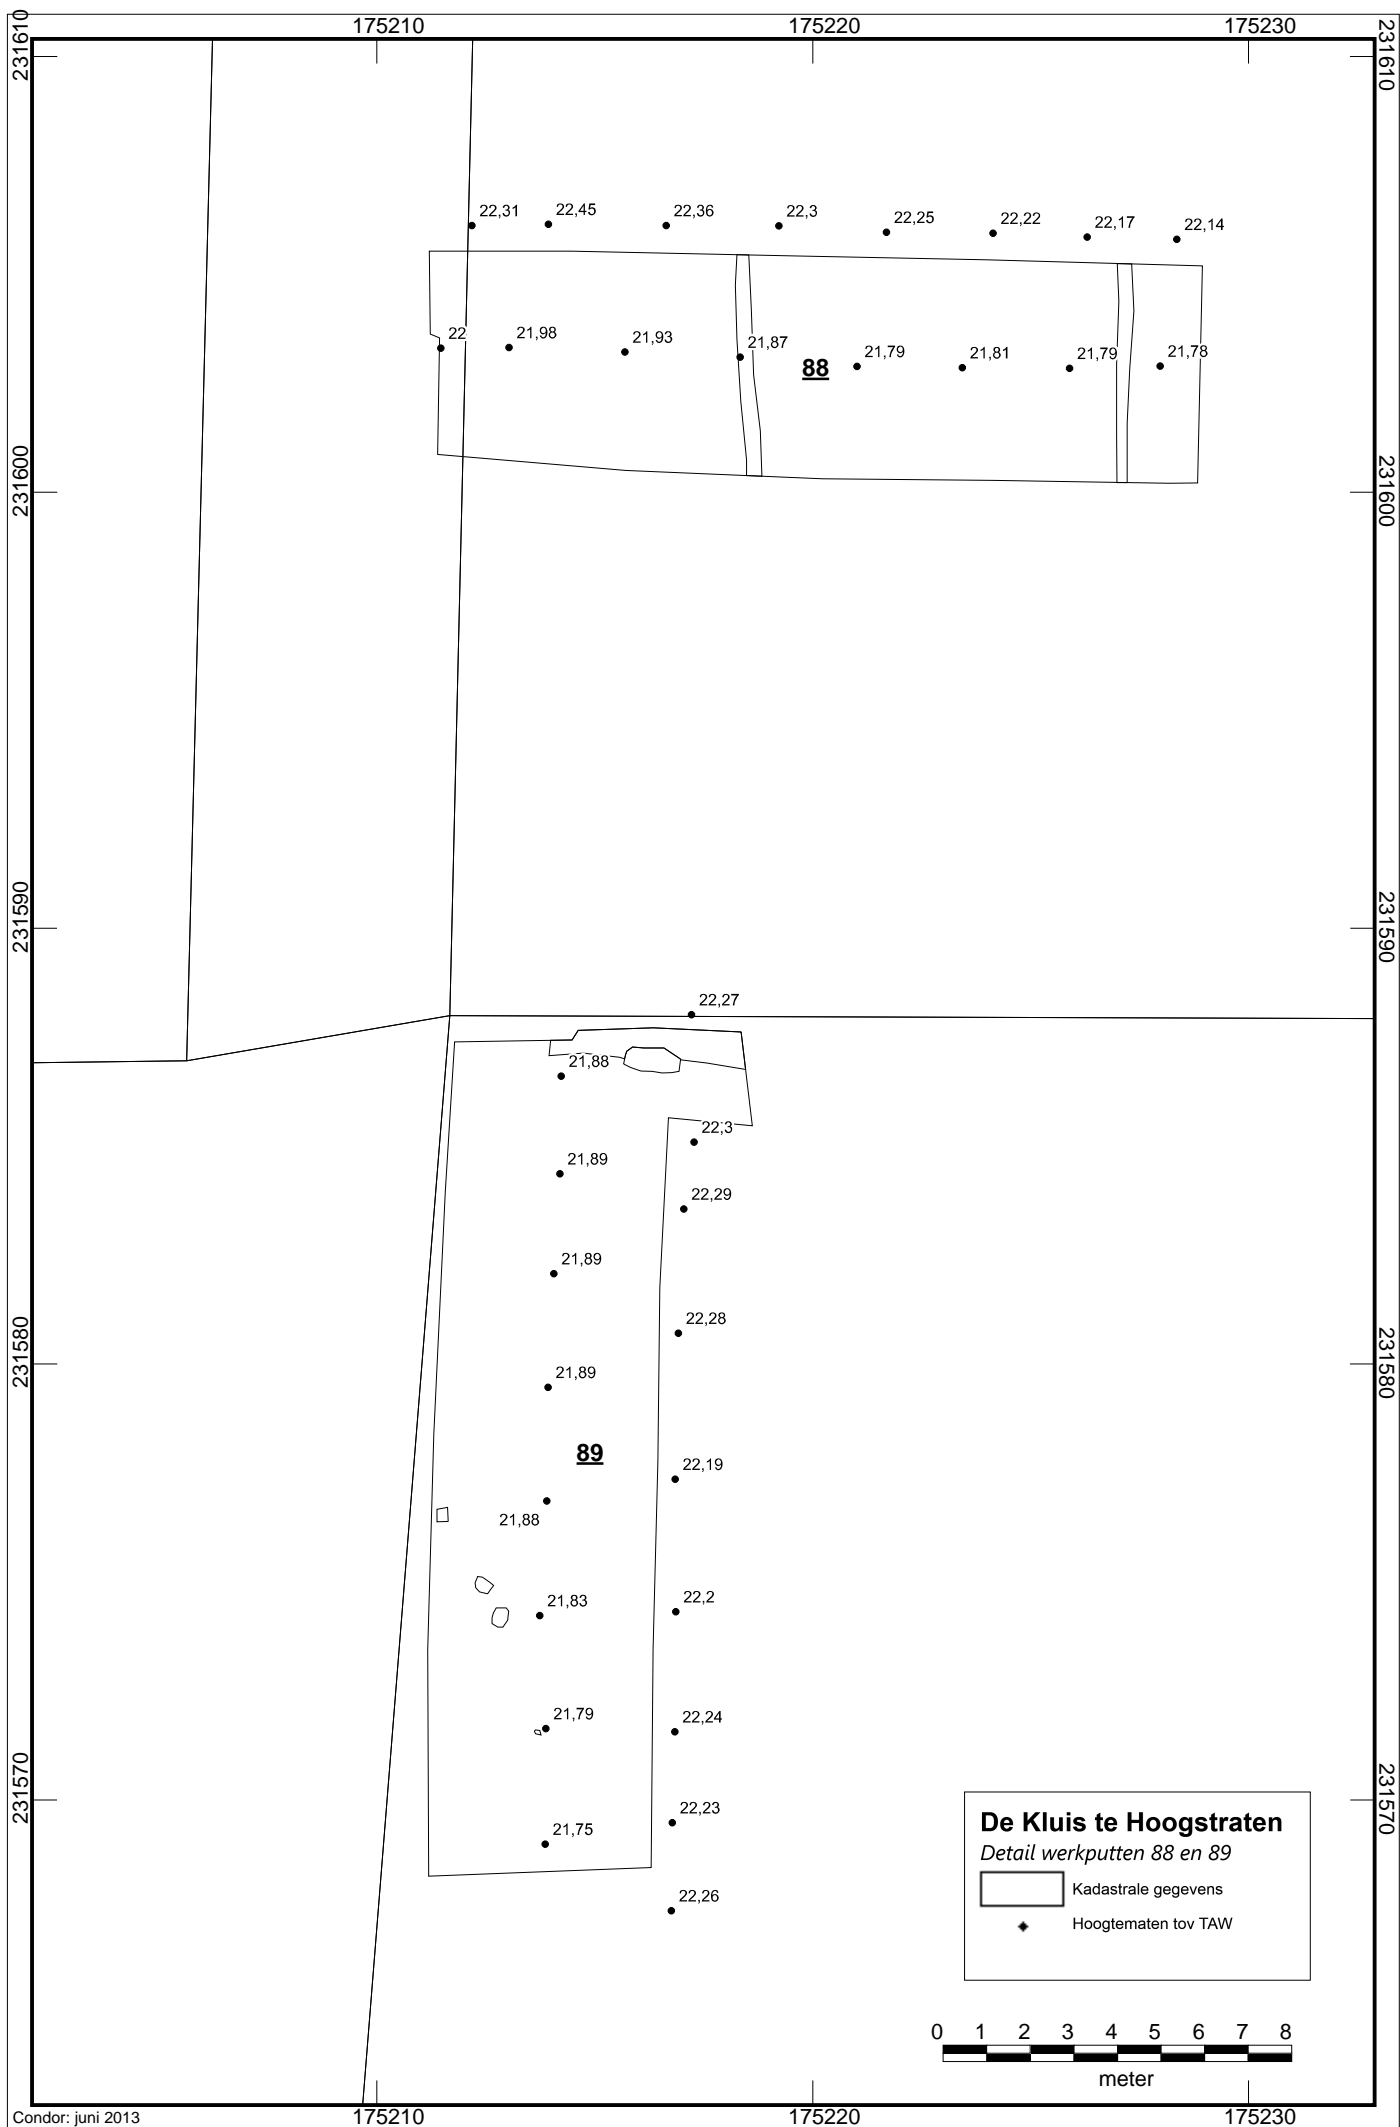 175210 175220 175230
231610 231610
22,31 22,45 22,36 22,3 22,25 22,22 22,17 22,14
22 21,98 21,93 21,87 21,79 21,81 21,79 21,78
88
231600 231600
231590 231590
22,27
21,88
22,3
21,89
22,29
21,89
22,28
231580 231580
21,89
89
22,19
21,88
21,83
22,2
21,79
22,24
231570 231570
22,23
21,75
22,26
De Kluis te Hoogstraten
Detail werkputten 88 en 89
Kadastrale gegevens
Hoogtematen tov TAW
0 1 2 3 4 5 6 7 8
meter
Condor: juni 2013
175210 175220 175230